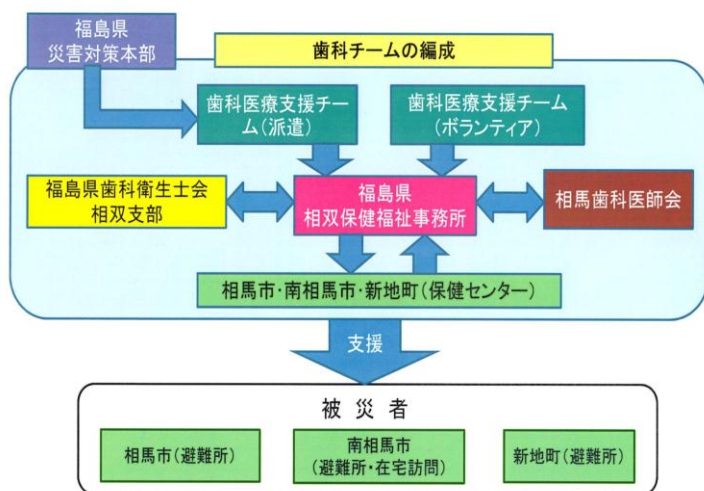 福島県
災害対策本部
歯科チームの編成
歯科医療支援チー
ム(派遣)
歯科医療支援チーム
(ボランティア)
福島県歯科衛生士会
相双支部
福島県
相双保健福祉事務所
相馬歯科医師会
相馬市・南相馬市・新地町(保健センター)
支援
被 災 者
相馬市(避難所)
南相馬市
(避難所・在宅訪問)
新地町(避難所)